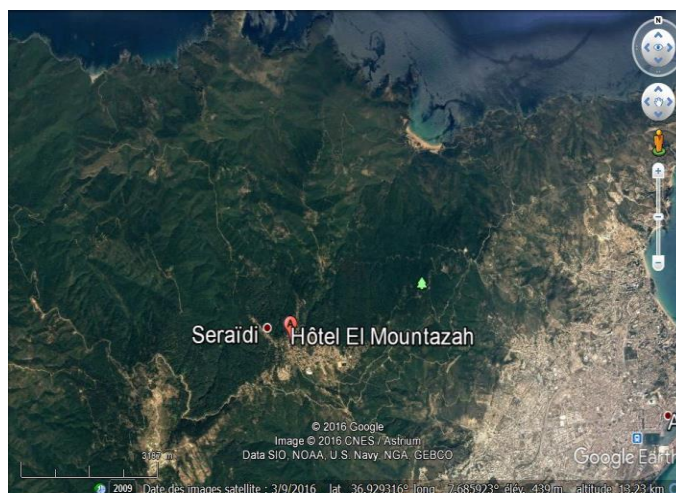 N
Seraïdi
A
Hôtel El Mountazah
© 2016 Google
Image © 2016 CNES / Astrium
Data SIO, NOAA, U.S. Navy, NGA, GEBCO
A
Google Earth
2009
Date des images satellite : 3/9/2016 lat 36.929316° long. 7.685923° élév. 439 m altitude 13.23 km